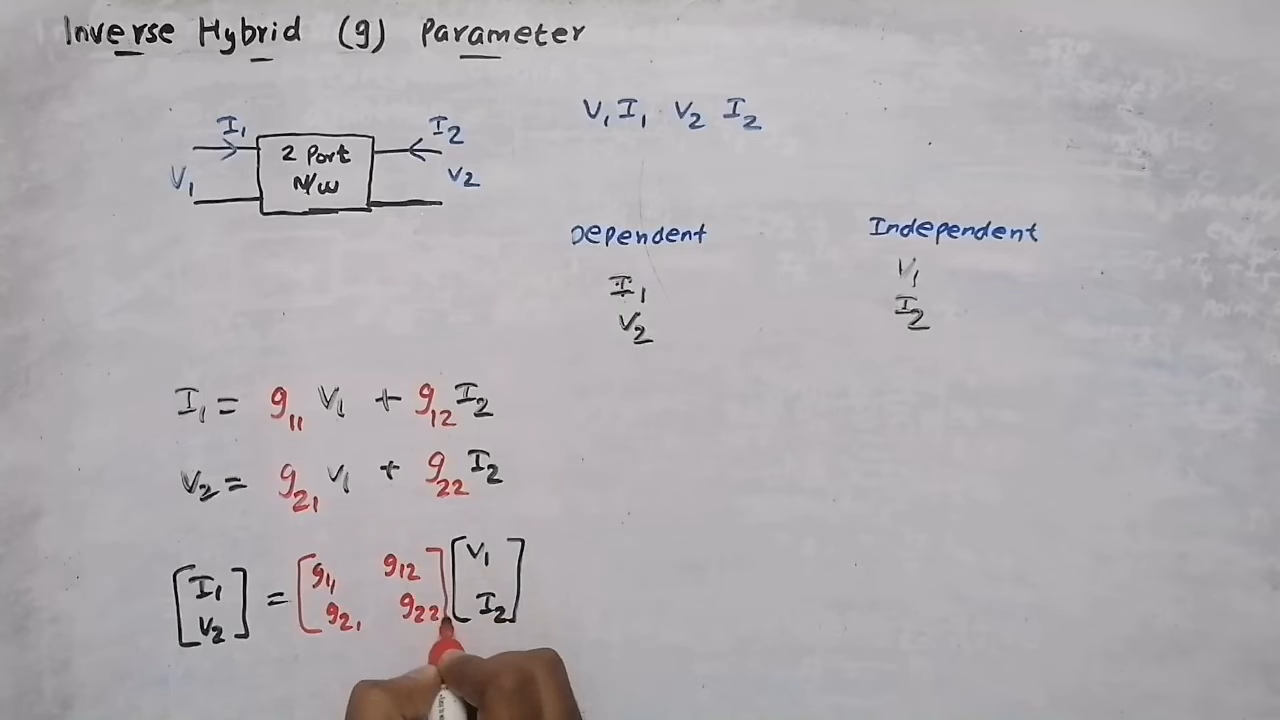 Inverse Hybrid (g) Parameter
I1 I2
V1 I1 V2 I2
2 Port
N/W
V1 V2
Dependent Independent
I1 V1
V2 I2
I1 = g11 V1 + g12 I2
V2 = g21 V1 + g22 I2
[I1 V2] = [g11 g12 g21 g22] [V1 I2]